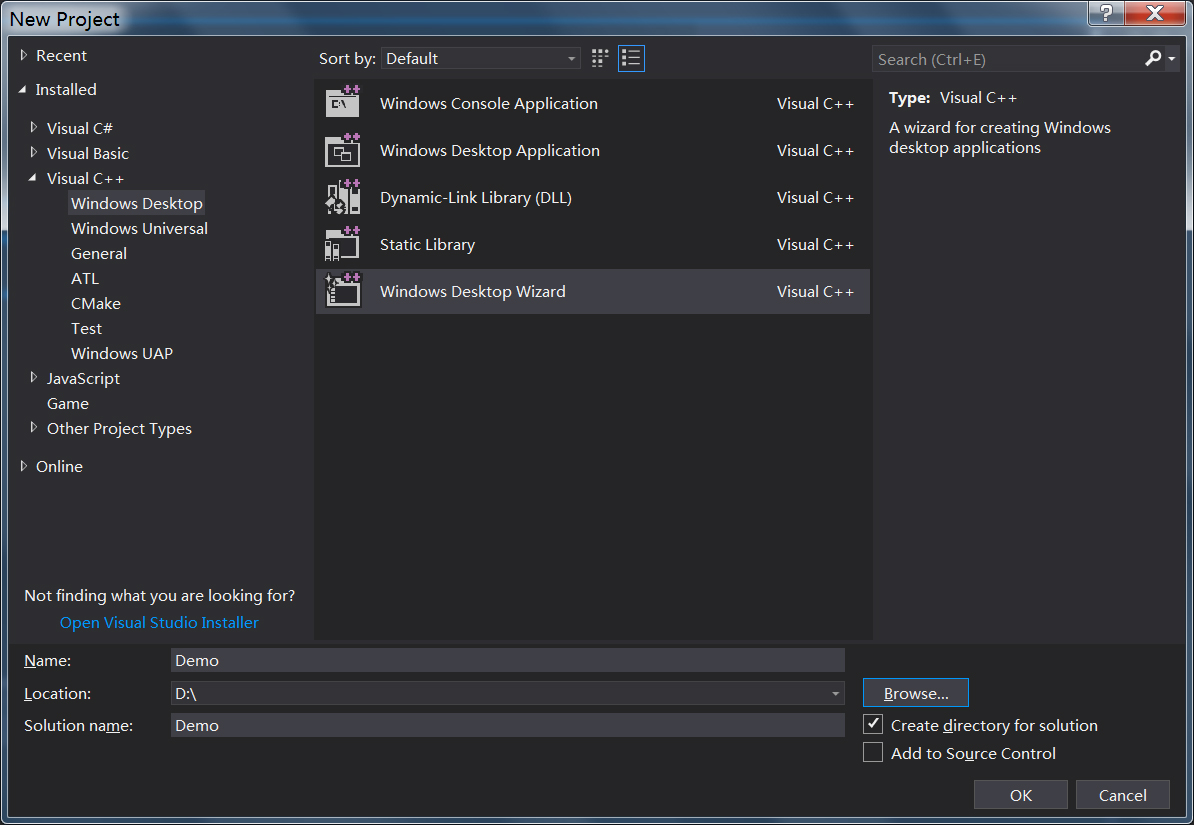 New Project
?
Recent
Installed
Visual C#
Visual Basic
Visual C++
Windows Desktop
Windows Universal
General
ATL
CMake
Test
Windows UAP
JavaScript
Game
Other Project Types
Online
Not finding what you are looking for?
Open Visual Studio Installer
Sort by: Default
C:\
Windows Console Application Visual C++
Windows Desktop Application Visual C++
Dynamic-Link Library (DLL) Visual C++
Static Library Visual C++
Windows Desktop Wizard Visual C++
Search (Ctrl+E)
Type: Visual C++
A wizard for creating Windows
desktop applications
Name: Demo
Location: D:\
Browse...
Solution name: Demo
Create directory for solution
Add to Source Control
OK Cancel